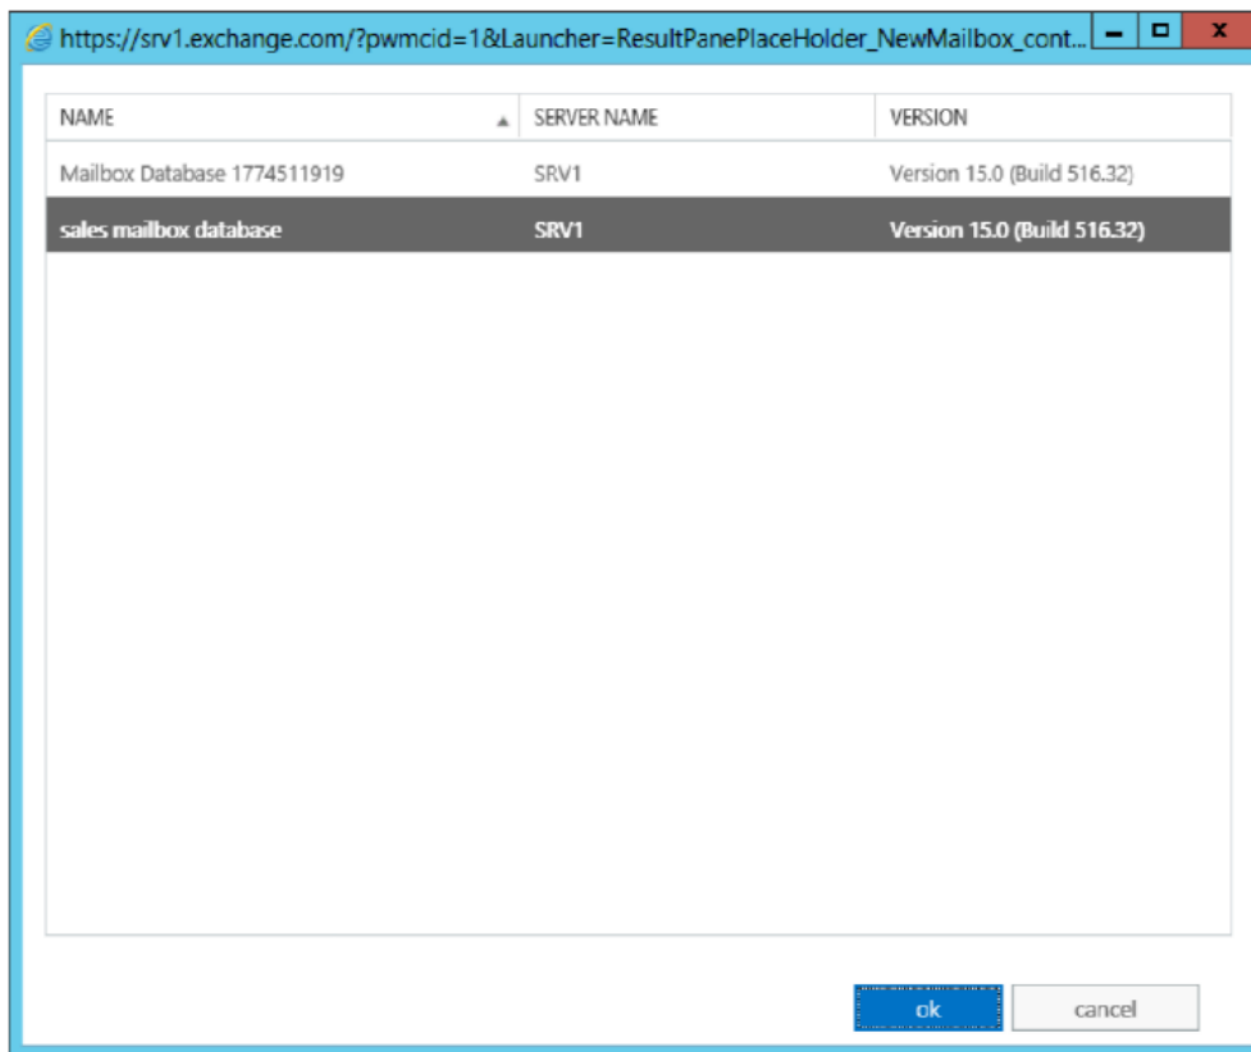 https://srv1.exchange.com/?pwmcid=1&Launcher=ResultPanePlaceHolder_NewMailbox_cont...
NAME SERVER NAME VERSION
Mailbox Database 1774511919 SRV1 Version 15.0 (Build 516.32)
sales mailbox database SRV1 Version 15.0 (Build 516.32)
ok cancel